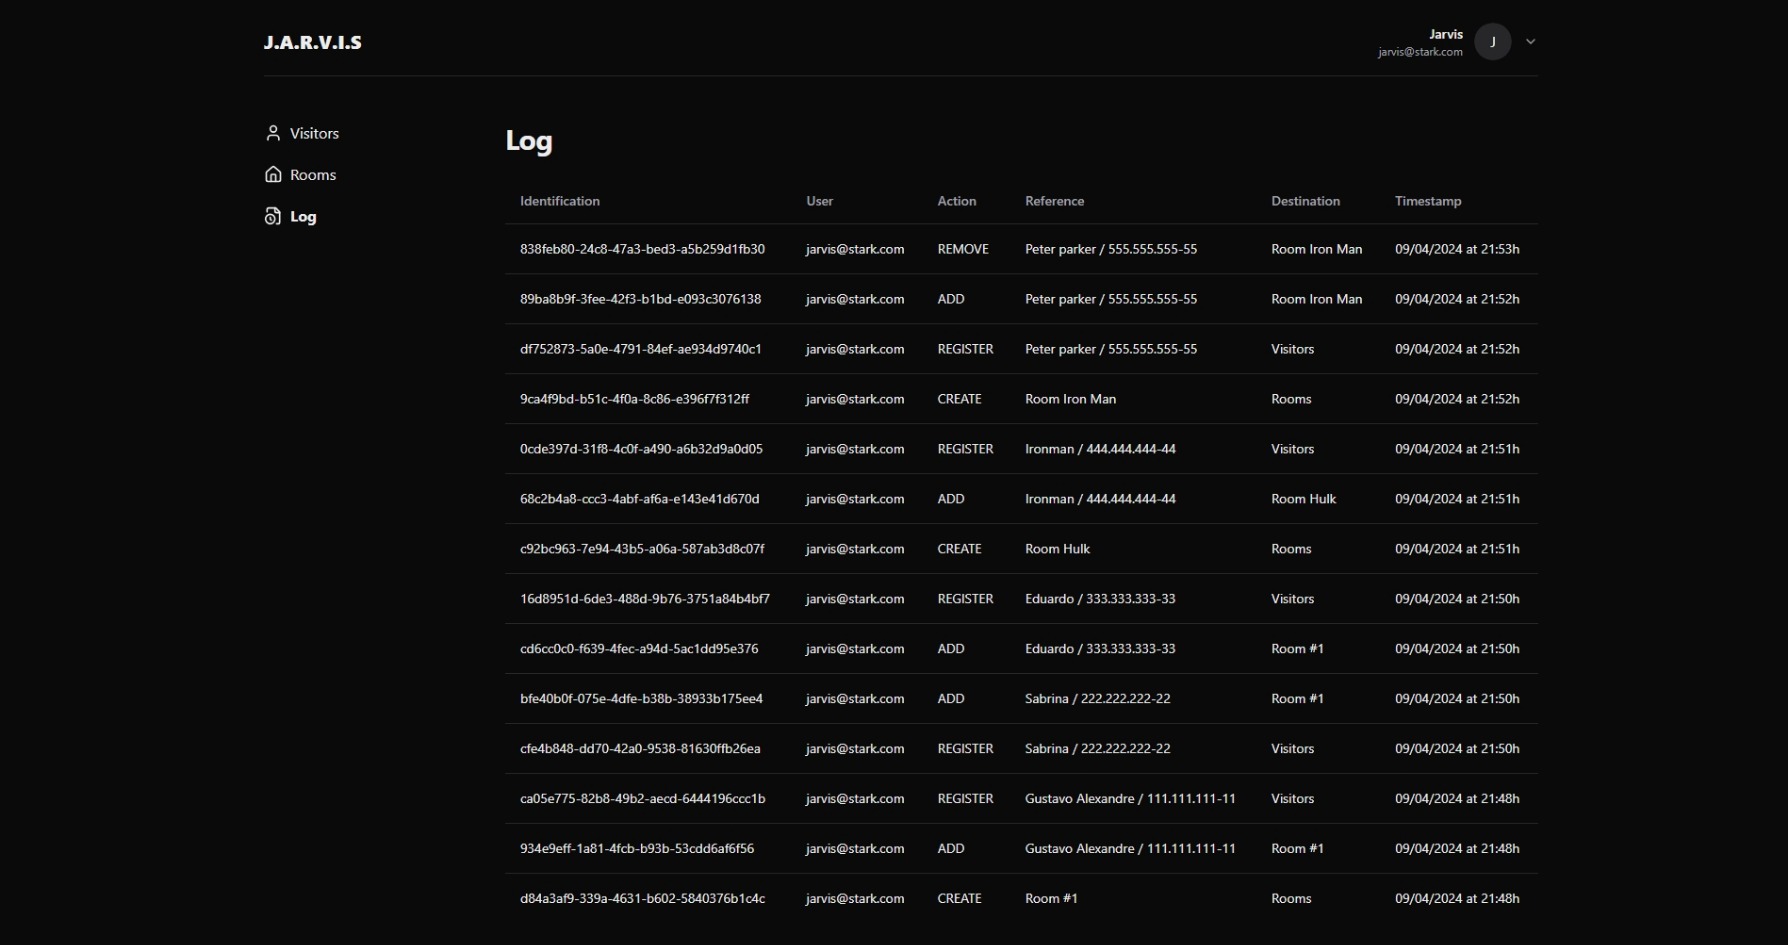 J.A.R.V.I.S
Jarvis
jarvis@stark.com
J
Visitors
Rooms
Log
Log
Identification User Action Reference Destination Timestamp
838feb80-24c8-47a3-bed3-a5b259d1fb30 jarvis@stark.com REMOVE Peter parker / 555.555.555-55 Room Iron Man 09/04/2024 at 21:53h
89ba8b9f-3fee-42f3-b1bd-e093c3076138 jarvis@stark.com ADD Peter parker / 555.555.555-55 Room Iron Man 09/04/2024 at 21:52h
df752873-5a0e-4791-84ef-ae934d9740c1 jarvis@stark.com REGISTER Peter parker / 555.555.555-55 Visitors 09/04/2024 at 21:52h
9ca4f9bd-b51c-4f0a-8c86-e396f7f312ff jarvis@stark.com CREATE Room Iron Man Rooms 09/04/2024 at 21:52h
0cde397d-31f8-4c0f-a490-a6b32d9a0d05 jarvis@stark.com REGISTER Ironman / 444.444.444-44 Visitors 09/04/2024 at 21:51h
68c2b4a8-ccc3-4abf-af6a-e143e41d670d jarvis@stark.com ADD Ironman / 444.444.444-44 Room Hulk 09/04/2024 at 21:51h
c92bc963-7e94-43b5-a06a-587ab3d8c07f jarvis@stark.com CREATE Room Hulk Rooms 09/04/2024 at 21:51h
16d8951d-6de3-488d-9b76-3751a84b4bf7 jarvis@stark.com REGISTER Eduardo / 333.333.333-33 Visitors 09/04/2024 at 21:50h
cd6cc0c0-f639-4fec-a94d-5ac1dd95e376 jarvis@stark.com ADD Eduardo / 333.333.333-33 Room #1 09/04/2024 at 21:50h
bfe40b0f-075e-4dfe-b38b-38933b175ee4 jarvis@stark.com ADD Sabrina / 222.222.222-22 Room #1 09/04/2024 at 21:50h
cfe4b848-dd70-42a0-9538-81630ffb26ea jarvis@stark.com REGISTER Sabrina / 222.222.222-22 Visitors 09/04/2024 at 21:50h
ca05e775-82b8-49b2-aecd-6444196ccc1b jarvis@stark.com REGISTER Gustavo Alexandre / 111.111.111-11 Visitors 09/04/2024 at 21:48h
934e9eff-1a81-4fcb-b93b-53cdd6af6f56 jarvis@stark.com ADD Gustavo Alexandre / 111.111.111-11 Room #1 09/04/2024 at 21:48h
d84a3af9-339a-4631-b602-5840376b1c4c jarvis@stark.com CREATE Room #1 Rooms 09/04/2024 at 21:48h